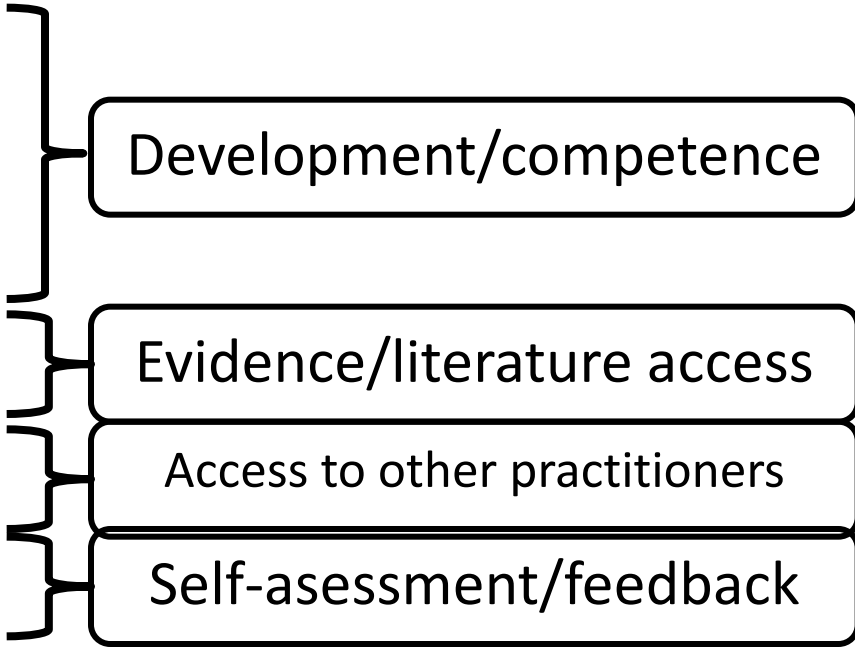 Development/competence
Evidence/literature access
Access to other practitioners
Self-asessment/feedback